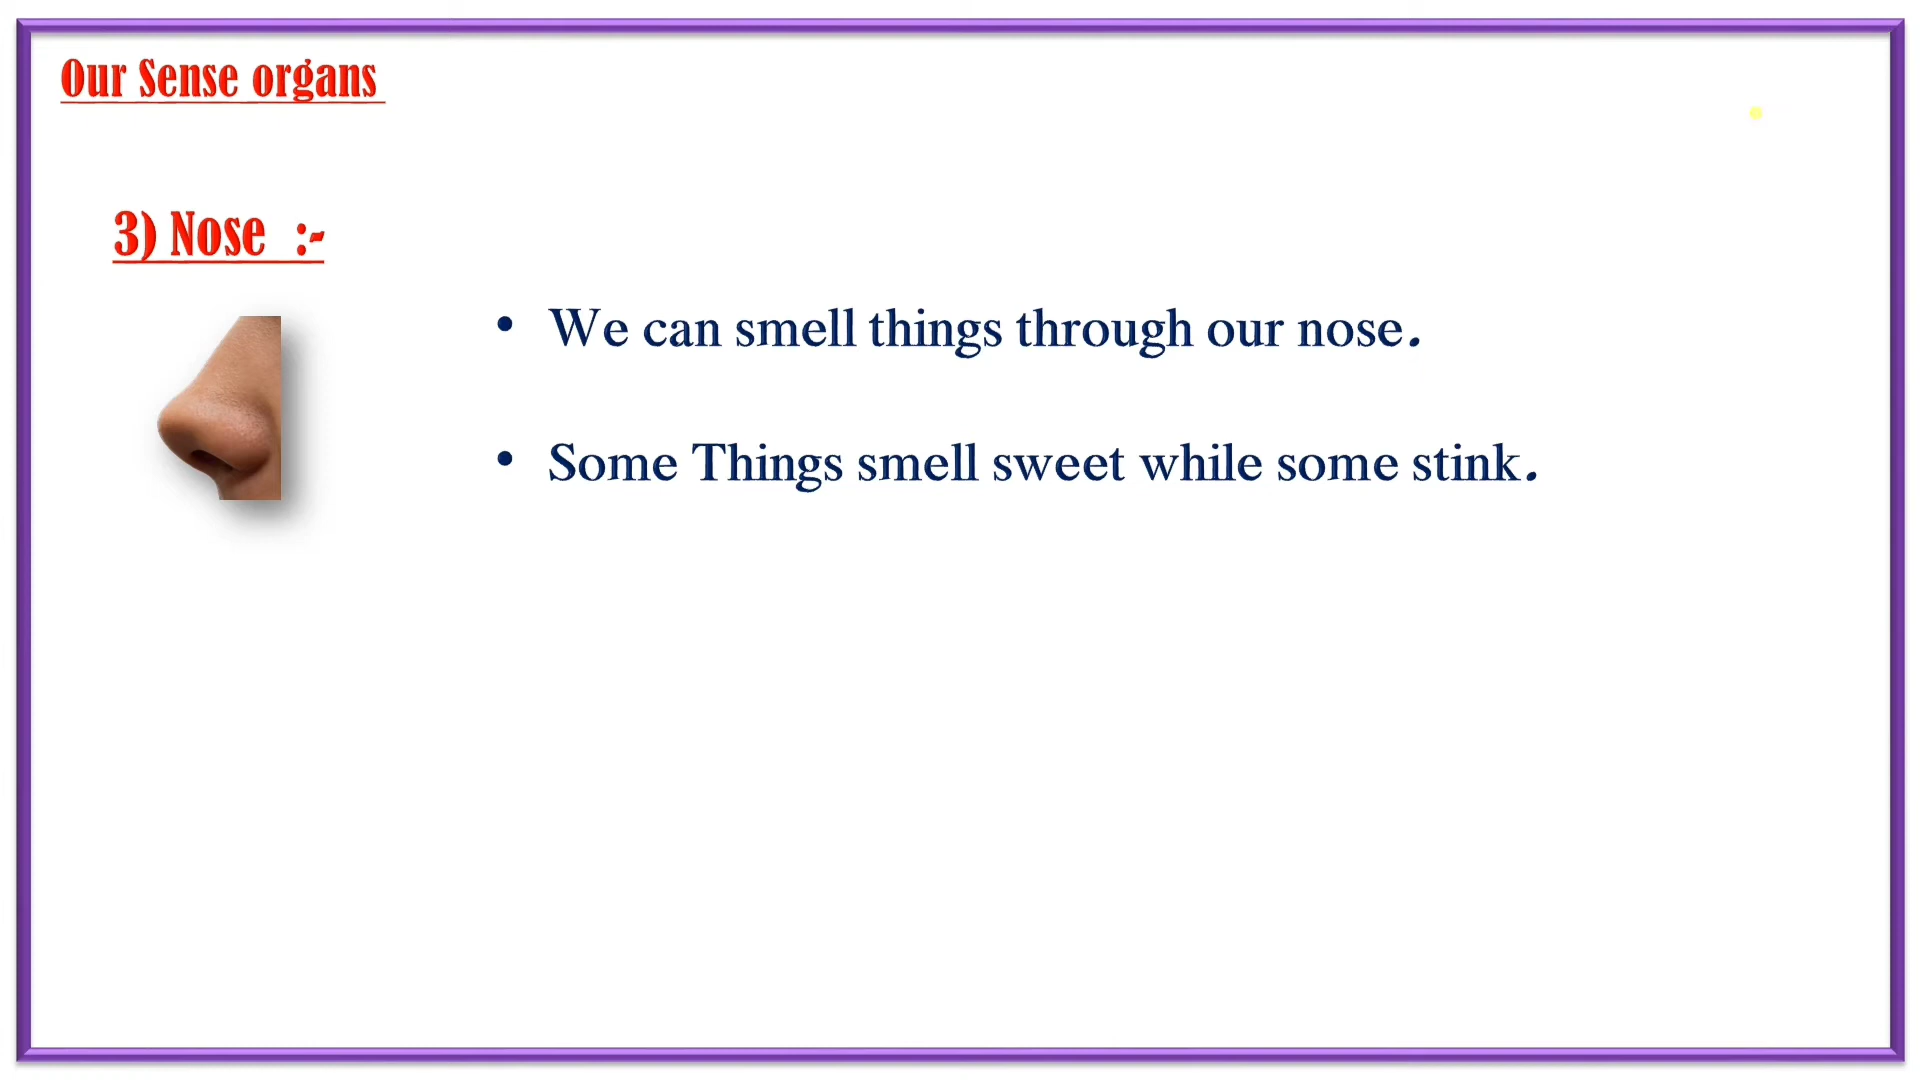 Our Sense organs
3) Nose :-
• We can smell things through our nose.
• Some Things smell sweet while some stink.